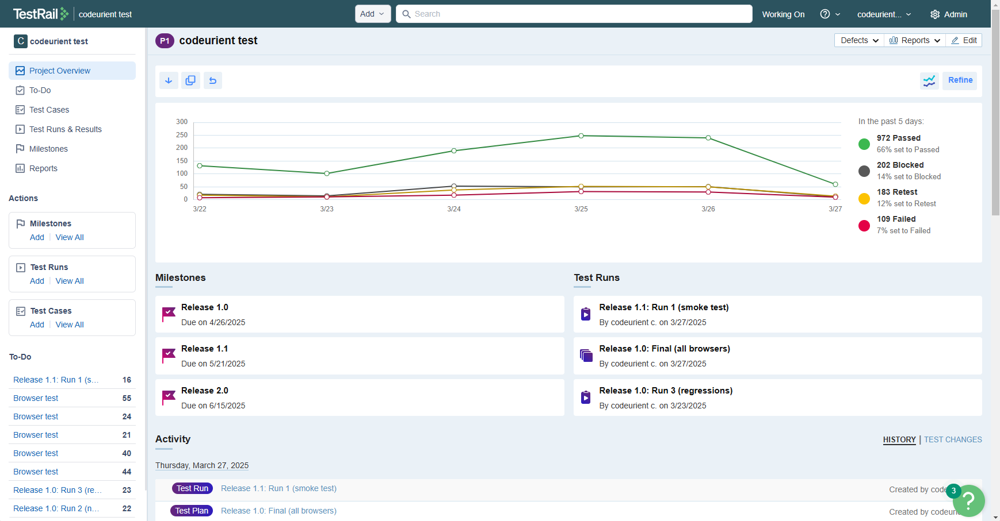 TestRail codeurient test
Add
Search
Working On
codeurient...
Admin
C codeurient test
Project Overview
To-Do
Test Cases
Test Runs & Results
Milestones
Reports
Actions
Milestones
Add View All
Test Runs
Add View All
Test Cases
Add View All
To-Do
Release 1.1: Run 1 (s... 16
Browser test 55
Browser test 24
Browser test 21
Browser test 40
Browser test 44
Release 1.0: Run 3 (re... 23
Release 1.0: Run 2 (n... 22
P1 codeurient test
Defects
Reports
Edit
Refine
300
250
200
150
100
50
0
3/22 3/23 3/24 3/25 3/26 3/27
In the past 5 days:
972 Passed
66% set to Passed
202 Blocked
14% set to Blocked
183 Retest
12% set to Retest
109 Failed
7% set to Failed
Milestones
Release 1.0
Due on 4/26/2025
Release 1.1
Due on 5/21/2025
Release 2.0
Due on 6/15/2025
Test Runs
Release 1.1: Run 1 (smoke test)
By codeurient c. on 3/27/2025
Release 1.0: Final (all browsers)
By codeurient c. on 3/27/2025
Release 1.0: Run 3 (regressions)
By codeurient c. on 3/23/2025
Activity
HISTORY | TEST CHANGES
Thursday, March 27, 2025
Test Run Release 1.1: Run 1 (smoke test) Created by code
Test Plan Release 1.0: Final (all browsers) Created by codeurie
3
?